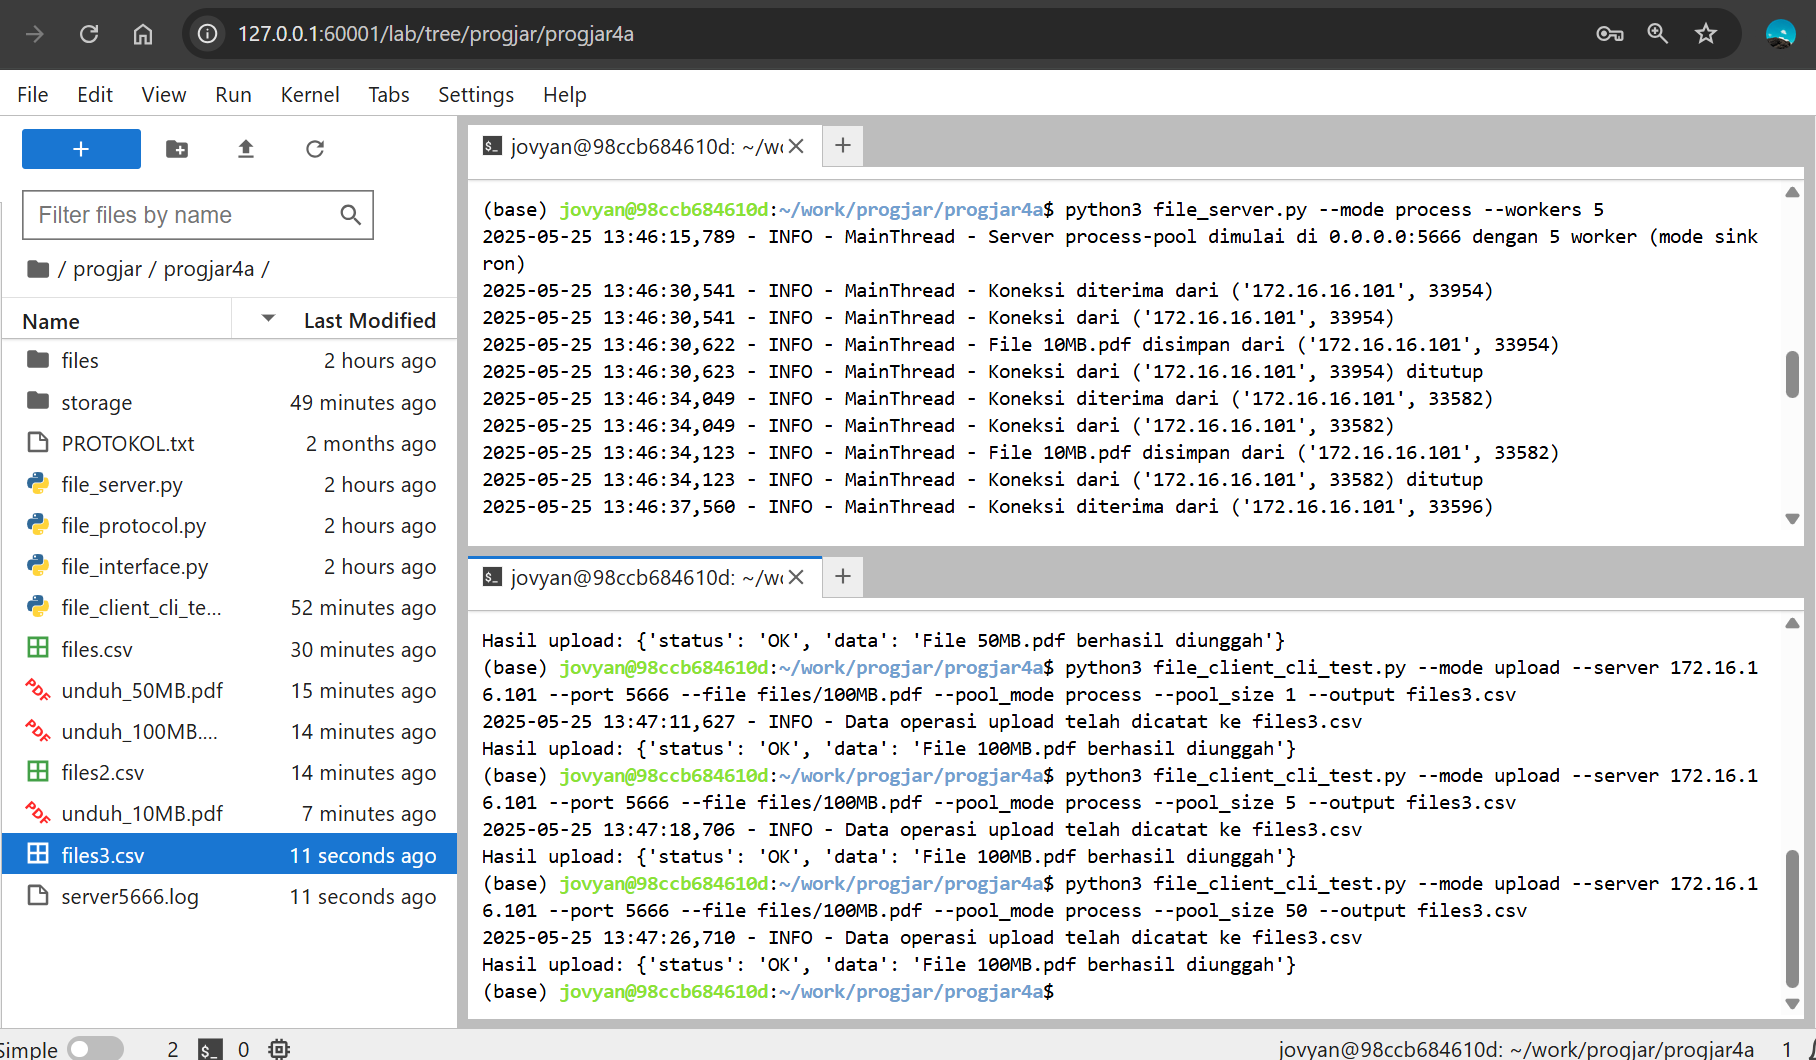 127.0.0.1:60001/lab/tree/progjar/progjar4a
File Edit View Run Kernel Tabs Settings Help
Filter files by name
/ progjar / progjar4a /
Name Last Modified
files 2 hours ago
storage 49 minutes ago
PROTOKOL.txt 2 months ago
file_server.py 2 hours ago
file_protocol.py 2 hours ago
file_interface.py 2 hours ago
file_client_cli_te... 52 minutes ago
files.csv 30 minutes ago
unduh_50MB.pdf 15 minutes ago
unduh_100MB.... 14 minutes ago
files2.csv 14 minutes ago
unduh_10MB.pdf 7 minutes ago
files3.csv 11 seconds ago
server5666.log 11 seconds ago
jovyan@98ccb684610d: ~/wo
(base) jovyan@98ccb684610d:~/work/progjar/progjar4a$ python3 file_server.py --mode process --workers 5
2025-05-25 13:46:15,789 - INFO - MainThread - Server process-pool dimulai di 0.0.0.0:5666 dengan 5 worker (mode sink
ron)
2025-05-25 13:46:30,541 - INFO - MainThread - Koneksi diterima dari ('172.16.16.101', 33954)
2025-05-25 13:46:30,541 - INFO - MainThread - Koneksi dari ('172.16.16.101', 33954)
2025-05-25 13:46:30,622 - INFO - MainThread - File 10MB.pdf disimpan dari ('172.16.16.101', 33954)
2025-05-25 13:46:30,623 - INFO - MainThread - Koneksi dari ('172.16.16.101', 33954) ditutup
2025-05-25 13:46:34,049 - INFO - MainThread - Koneksi diterima dari ('172.16.16.101', 33582)
2025-05-25 13:46:34,049 - INFO - MainThread - Koneksi dari ('172.16.16.101', 33582)
2025-05-25 13:46:34,123 - INFO - MainThread - File 10MB.pdf disimpan dari ('172.16.16.101', 33582)
2025-05-25 13:46:34,123 - INFO - MainThread - Koneksi dari ('172.16.16.101', 33582) ditutup
2025-05-25 13:46:37,560 - INFO - MainThread - Koneksi diterima dari ('172.16.16.101', 33596)
jovyan@98ccb684610d: ~/wo
Hasil upload: {'status': 'OK', 'data': 'File 50MB.pdf berhasil diunggah'}
(base) jovyan@98ccb684610d:~/work/progjar/progjar4a$ python3 file_client_cli_test.py --mode upload --server 172.16.1
6.101 --port 5666 --file files/100MB.pdf --pool_mode process --pool_size 1 --output files3.csv
2025-05-25 13:47:11,627 - INFO - Data operasi upload telah dicatat ke files3.csv
Hasil upload: {'status': 'OK', 'data': 'File 100MB.pdf berhasil diunggah'}
(base) jovyan@98ccb684610d:~/work/progjar/progjar4a$ python3 file_client_cli_test.py --mode upload --server 172.16.1
6.101 --port 5666 --file files/100MB.pdf --pool_mode process --pool_size 5 --output files3.csv
2025-05-25 13:47:18,706 - INFO - Data operasi upload telah dicatat ke files3.csv
Hasil upload: {'status': 'OK', 'data': 'File 100MB.pdf berhasil diunggah'}
(base) jovyan@98ccb684610d:~/work/progjar/progjar4a$ python3 file_client_cli_test.py --mode upload --server 172.16.1
6.101 --port 5666 --file files/100MB.pdf --pool_mode process --pool_size 50 --output files3.csv
2025-05-25 13:47:26,710 - INFO - Data operasi upload telah dicatat ke files3.csv
Hasil upload: {'status': 'OK', 'data': 'File 100MB.pdf berhasil diunggah'}
(base) jovyan@98ccb684610d:~/work/progjar/progjar4a$
Simple 2 $_ 0 jovyan@98ccb684610d: ~/work/progjar/progjar4a 1